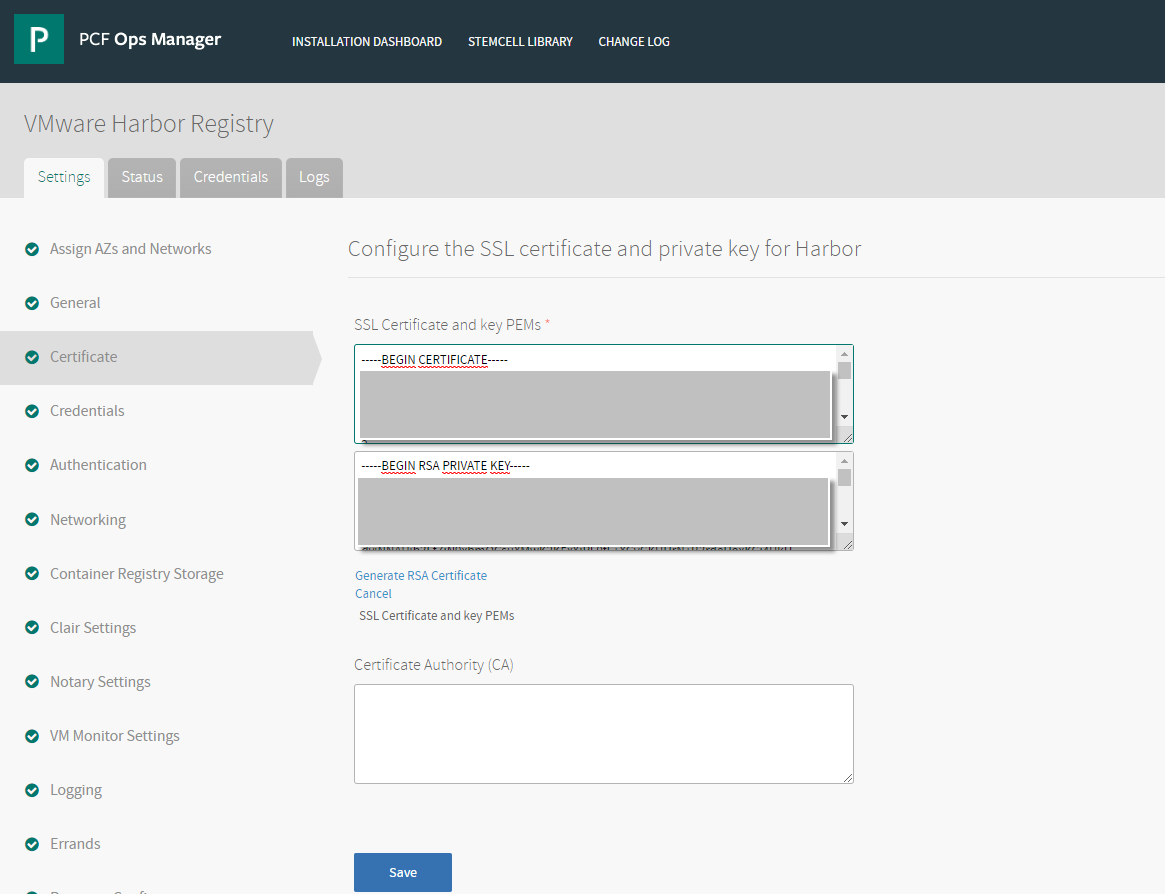 P
PCF Ops Manager
INSTALLATION DASHBOARD
STEMCELL LIBRARY
CHANGE LOG
VMware Harbor Registry
Settings
Status
Credentials
Logs
Assign AZs and Networks
General
Certificate
Credentials
Authentication
Networking
Container Registry Storage
Clair Settings
Notary Settings
VM Monitor Settings
Logging
Errands
Configure the SSL certificate and private key for Harbor
SSL Certificate and key PEMs *
-----BEGIN CERTIFICATE-----
-----BEGIN RSA PRIVATE KEY-----
Generate RSA Certificate
Cancel
SSL Certificate and key PEMs
Certificate Authority (CA)
Save